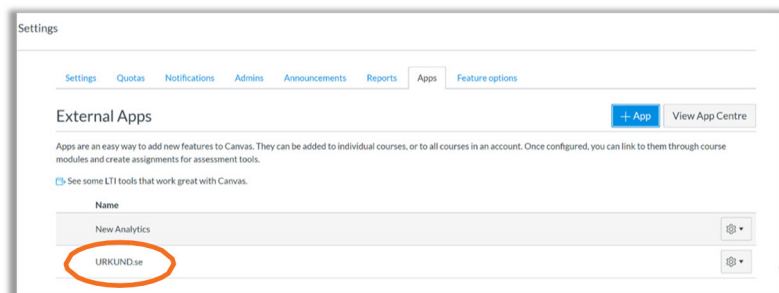 Settings
Settings Quotas Notifications Admins Announcements Reports Apps Feature options
External Apps + App View App Centre
Apps are an easy way to add new features to Canvas. They can be added to individual courses, or to all courses in an account. Once configured, you can link to them through course
modules and create assignments for assessment tools.
See some LTI tools that work great with Canvas.
Name
New Analytics
URKUND.se